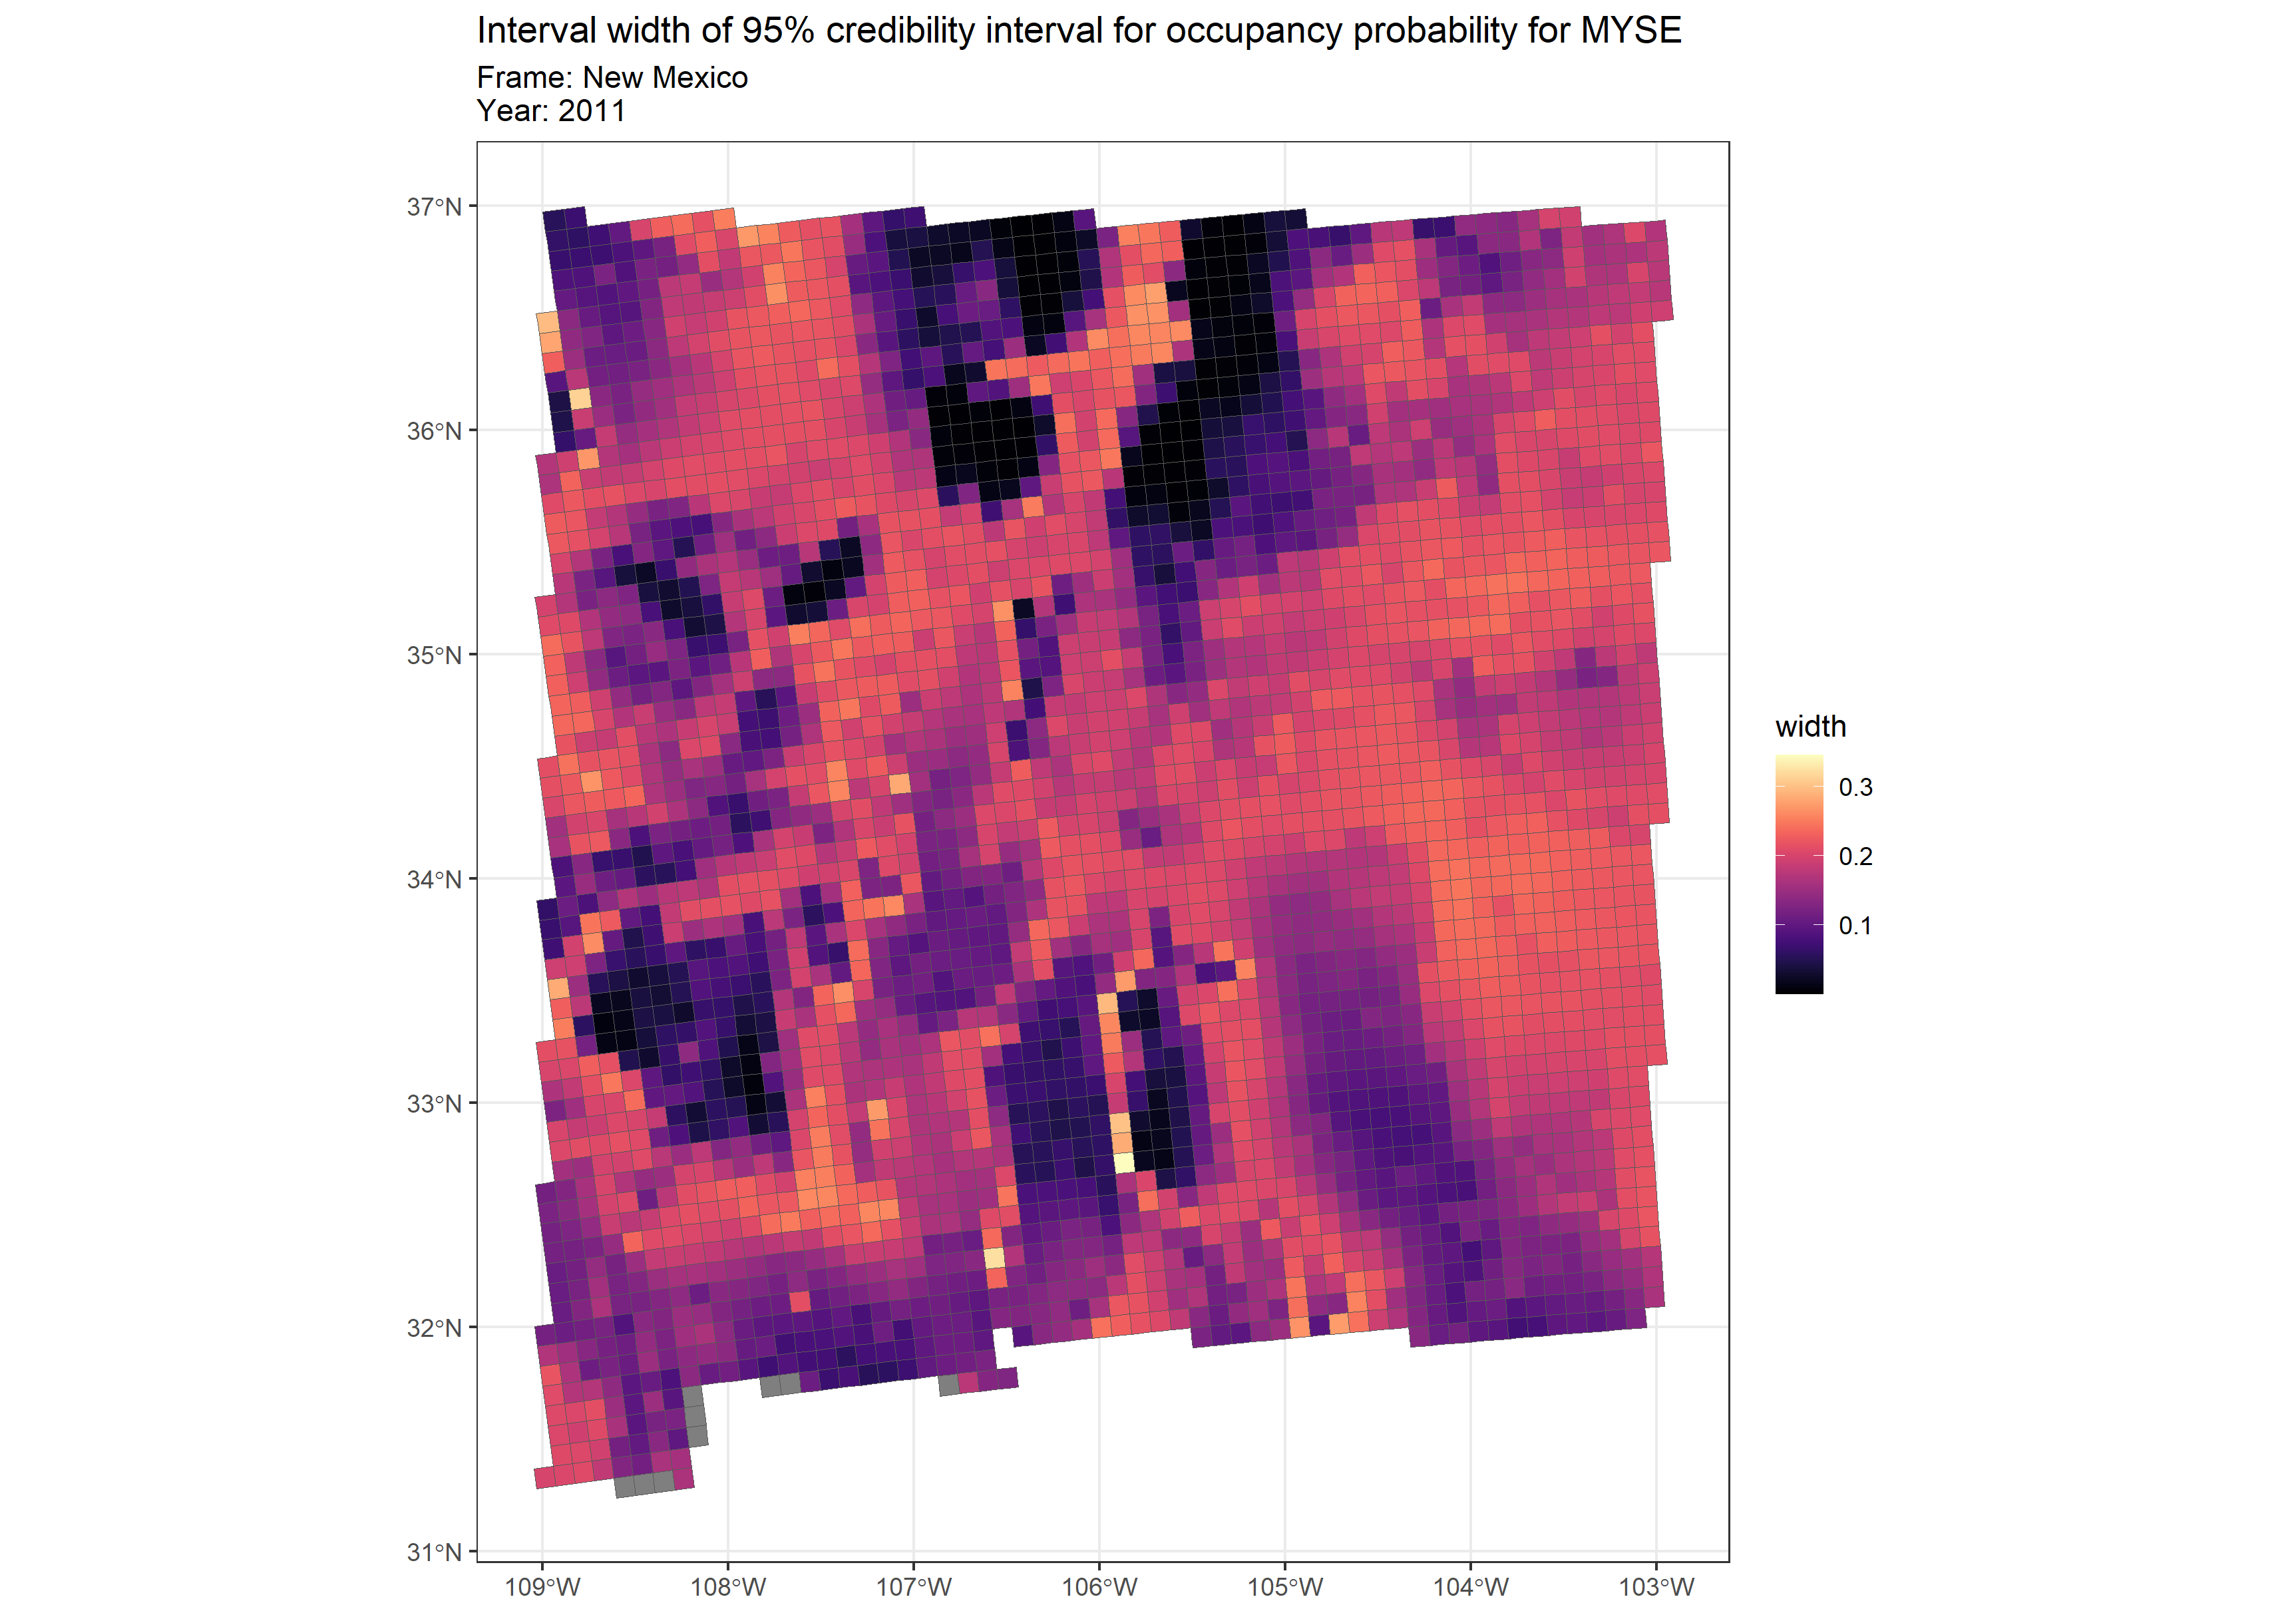 Interval width of 95% credibility interval for occupancy probability for MYSE
Frame: New Mexico
Year: 2011
37°N
36°N
35°N
34°N
33°N
32°N
31°N
109°W
108°W
107°W
106°W
105°W
104°W
103°W
width
0.3
0.2
0.1